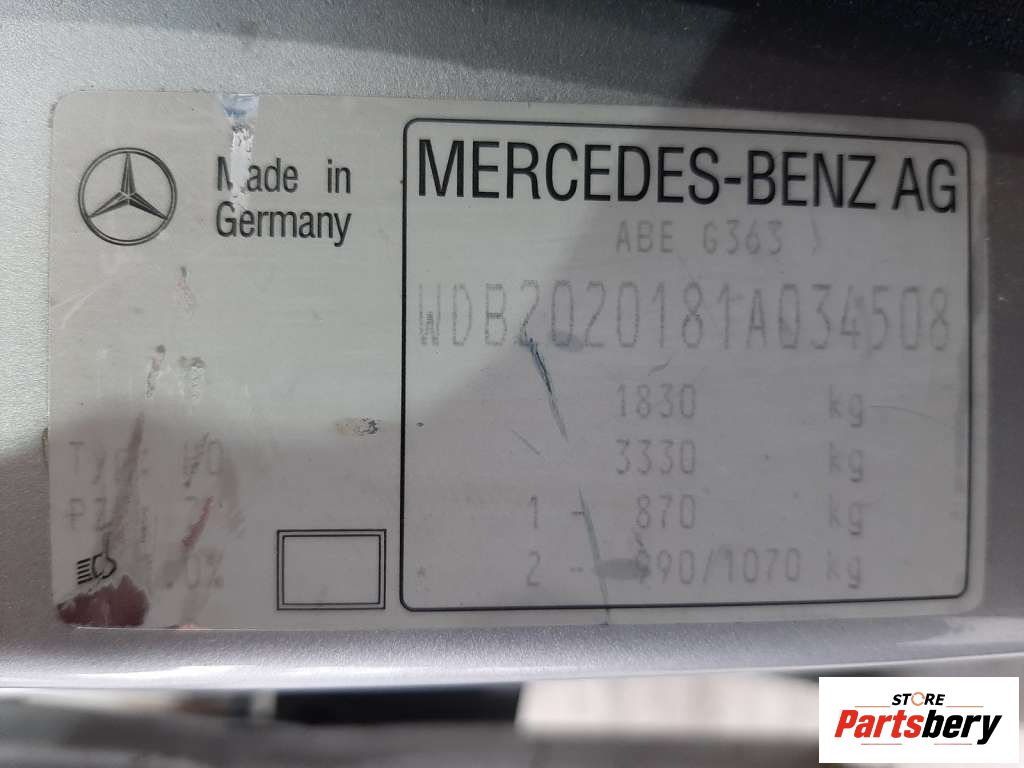 Made in
Germany
MERCEDES-BENZ AG
ABE G363
WDB2020181A034508
1830 kg
3330 kg
1 - 870 kg
2 - 990/1070 kg
STORE
Partsbery